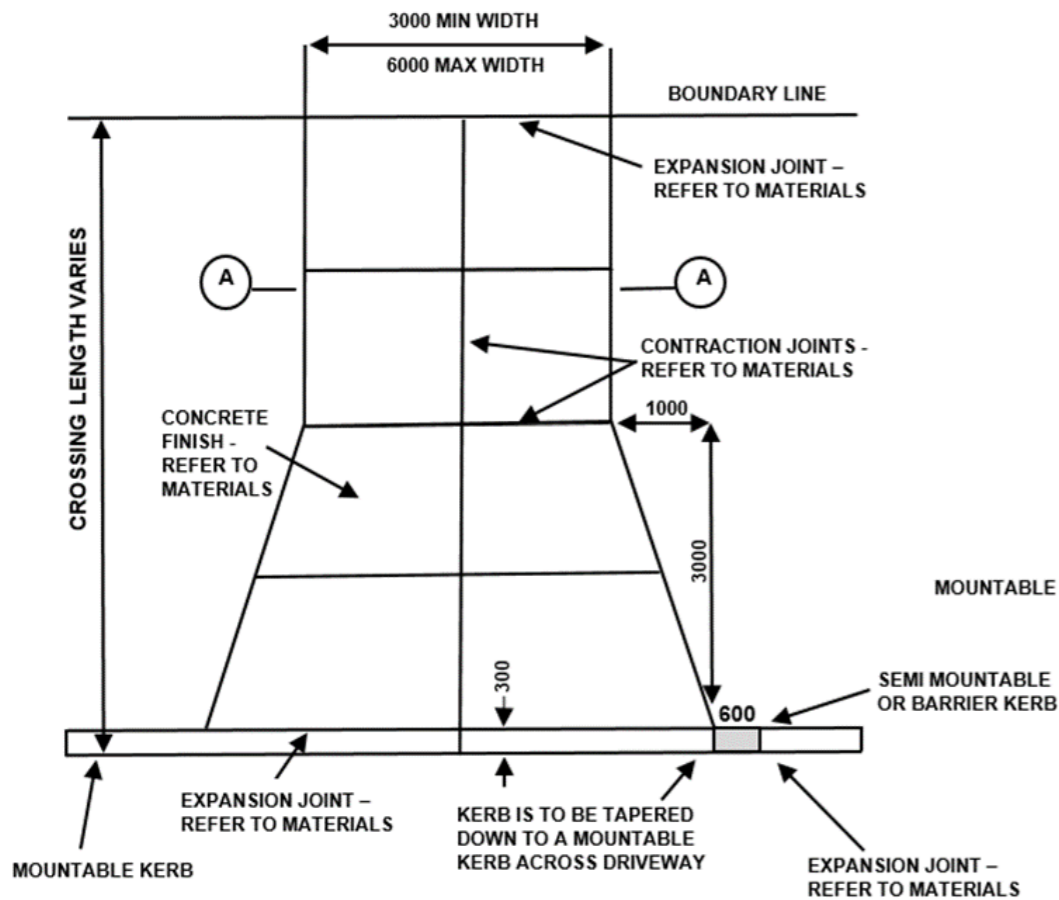 3000 MIN WIDTH
6000 MAX WIDTH
BOUNDARY LINE
EXPANSION JOINT –
REFER TO MATERIALS
CROSSING LENGTH VARIES
A
A
CONTRACTION JOINTS -
REFER TO MATERIALS
1000
CONCRETE
FINISH -
REFER TO
MATERIALS
3000
MOUNTABLE
300
SEMI MOUNTABLE
OR BARRIER KERB
600
EXPANSION JOINT –
REFER TO MATERIALS
KERB IS TO BE TAPERED
DOWN TO A MOUNTABLE
KERB ACROSS DRIVEWAY
MOUNTABLE KERB
EXPANSION JOINT –
REFER TO MATERIALS